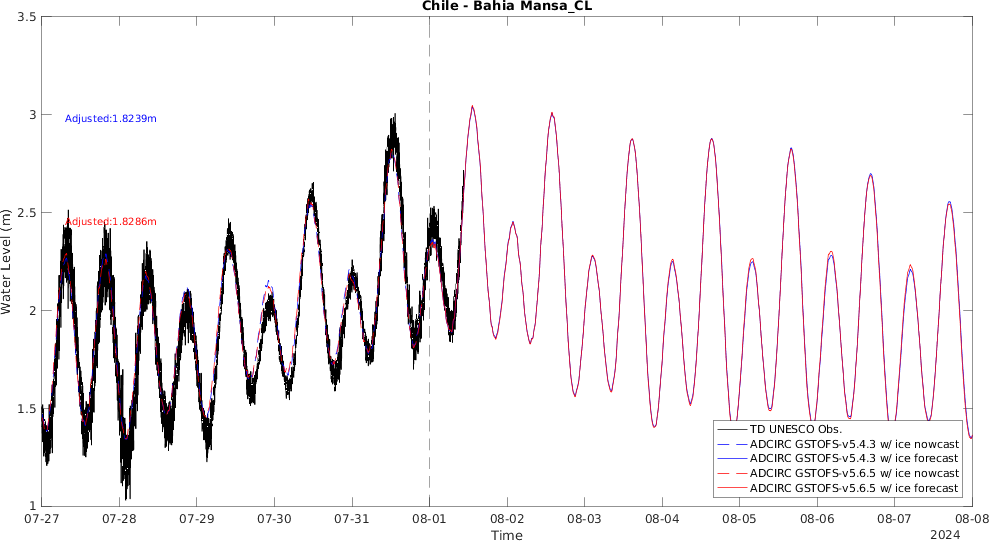 Chile - Bahia Mansa_CL
Water Level (m)
3.5
3
2.5
2
1.5
1
Adjusted:1.8239m
Adjusted:1.8286m
TD UNESCO Obs.
ADCIRC GSTOFS-v5.4.3 w/ ice nowcast
ADCIRC GSTOFS-v5.4.3 w/ ice forecast
ADCIRC GSTOFS-v5.6.5 w/ ice nowcast
ADCIRC GSTOFS-v5.6.5 w/ ice forecast
07-27 07-28 07-29 07-30 07-31 08-01 08-02 08-03 08-04 08-05 08-06 08-07 08-08
Time
2024